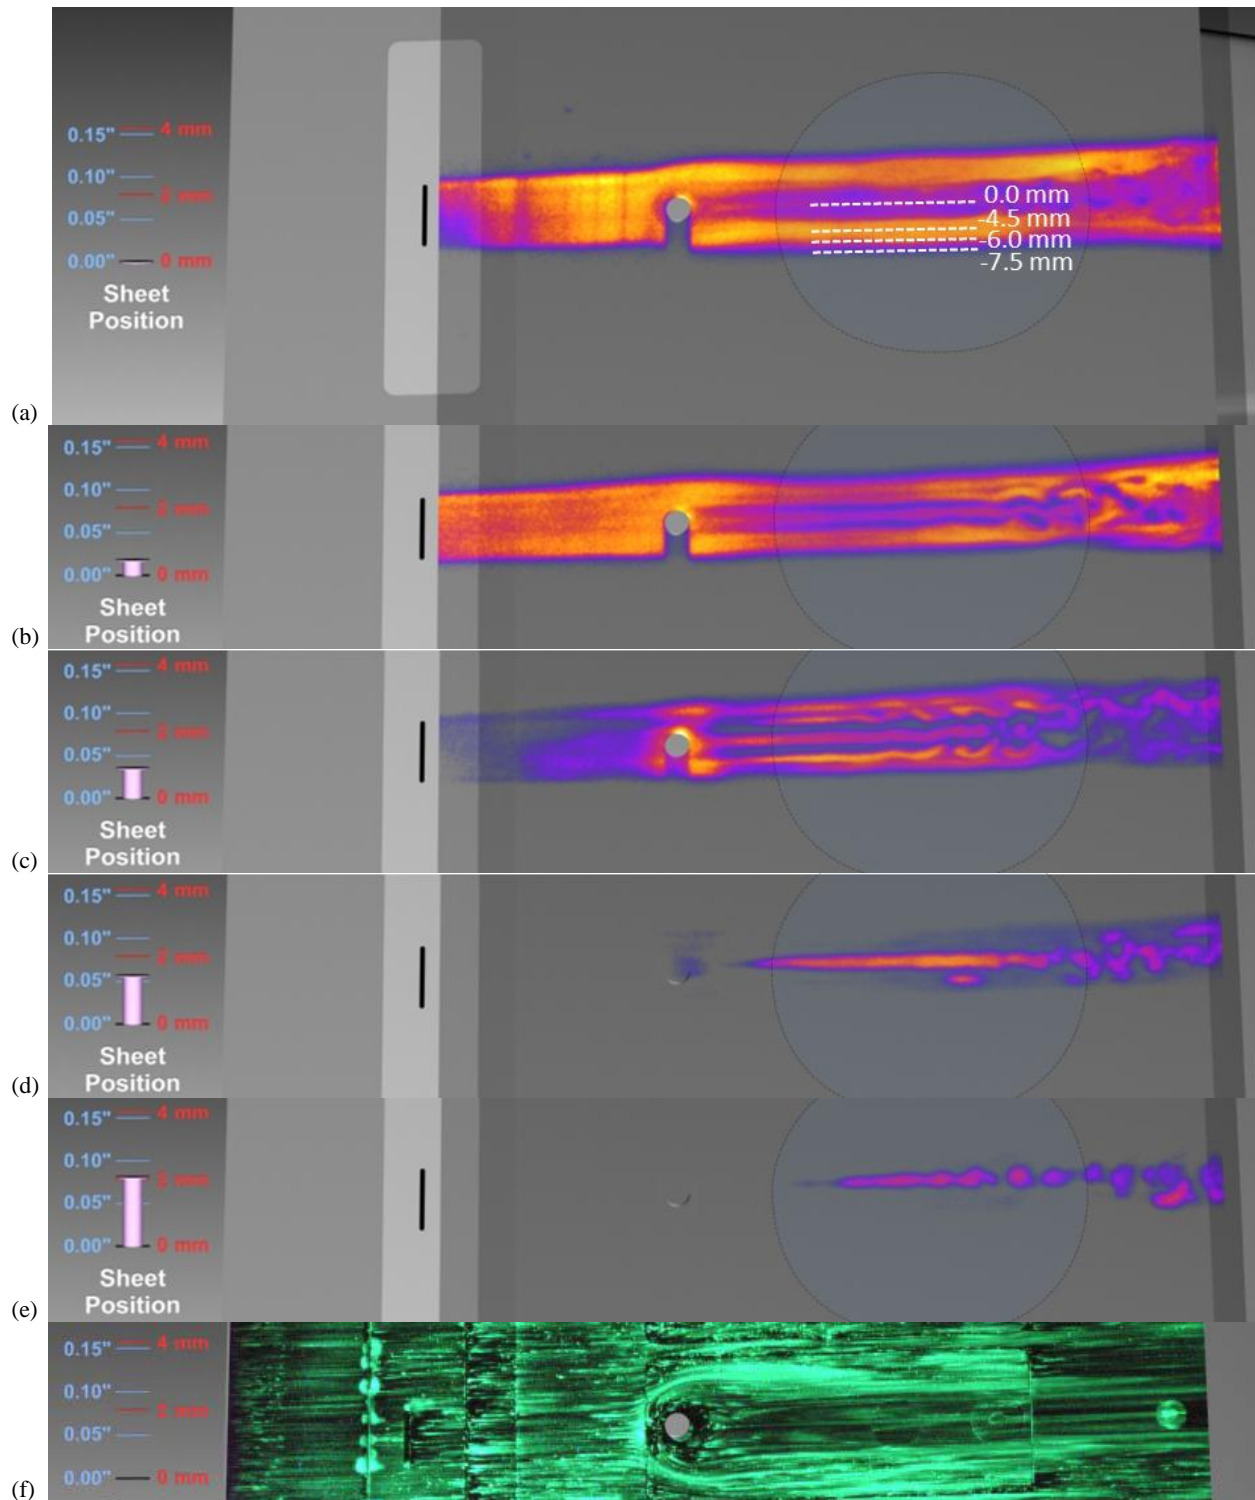 0.15" 4 mm
0.10" 2 mm
0.05"
0.00" 0 mm
Sheet
Position
0.0 mm
-4.5 mm
-6.0 mm
-7.5 mm
(a)
0.15" 4 mm
0.10"
2 mm
0.05"
0.00" 0 mm
Sheet
Position
(b)
0.15" 4 mm
0.10"
2 mm
0.05"
0.00" 0 mm
Sheet
Position
(c)
0.15" 4 mm
0.10"
2 mm
0.05"
0.00" 0 mm
Sheet
Position
(d)
0.15" 4 mm
0.10"
2 mm
0.05"
0.00" 0 mm
Sheet
Position
(e)
0.15" 4 mm
0.10"
2 mm
0.05"
0.00" 0 mm
(f)